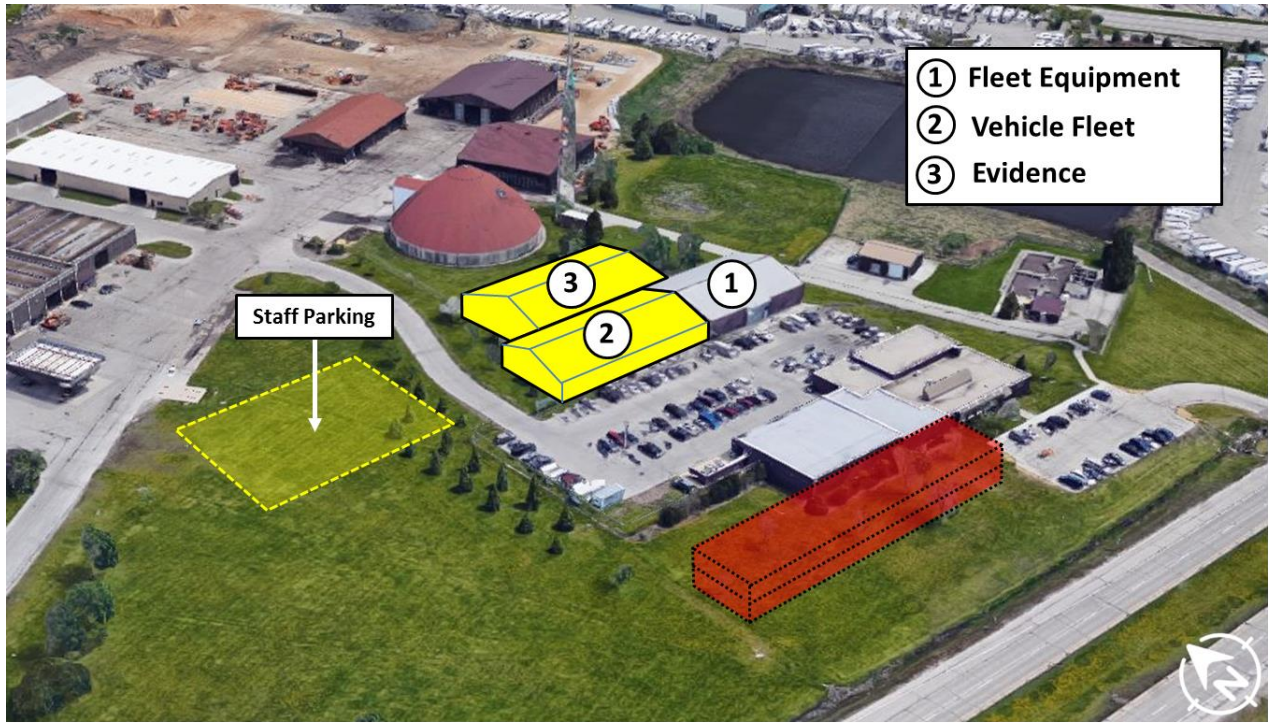 ① Fleet Equipment
② Vehicle Fleet
③ Evidence
3
1
2
Staff Parking
N